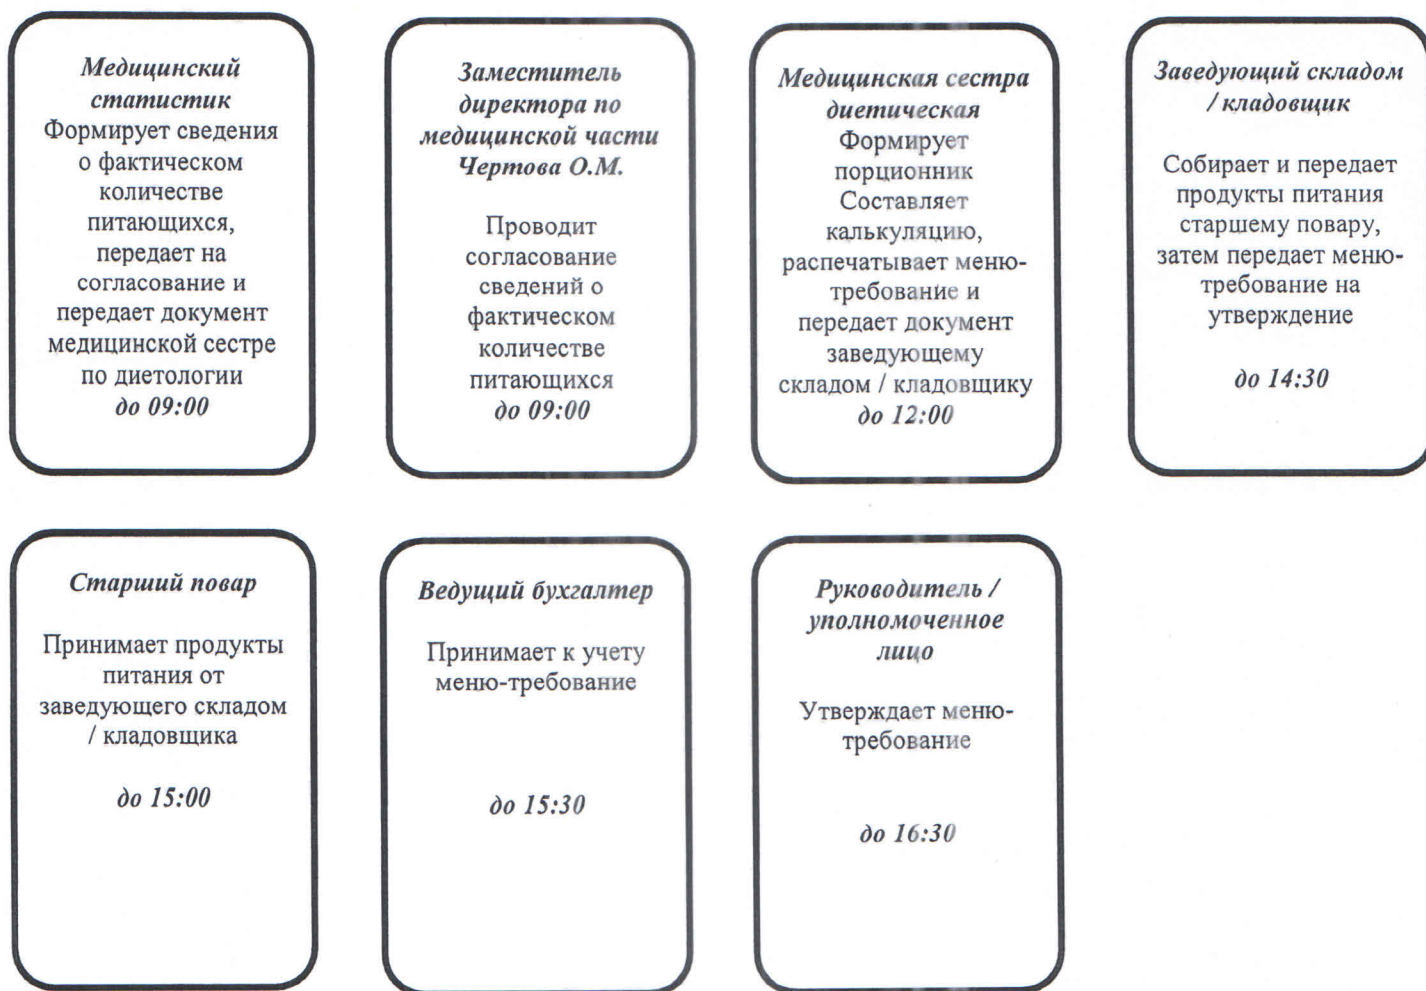 Медицинский
статистик
Формирует сведения
о фактическом
количестве
питающихся,
передает на
согласование и
передает документ
медицинской сестре
по диетологии
до 09:00
Заместитель
директора по
медицинской части
Чертова О.М.
Проводит
согласование
сведений о
фактическом
количестве
питающихся
до 09:00
Медицинская сестра
диетическая
Формирует
порционник
Составляет
калькуляцию,
распечатывает меню-
требование и
передает документ
заведующему
складом / кладовщику
до 12:00
Заведующий складом
/ кладовщик
Собирает и передает
продукты питания
старшему повару,
затем передает меню-
требование на
утверждение
до 14:30
Старший повар
Принимает продукты
питания от
заведующего складом
/ кладовщика
до 15:00
Ведущий бухгалтер
Принимает к учету
меню-требование
до 15:30
Руководитель /
уполномоченное
лицо
Утверждает меню-
требование
до 16:30